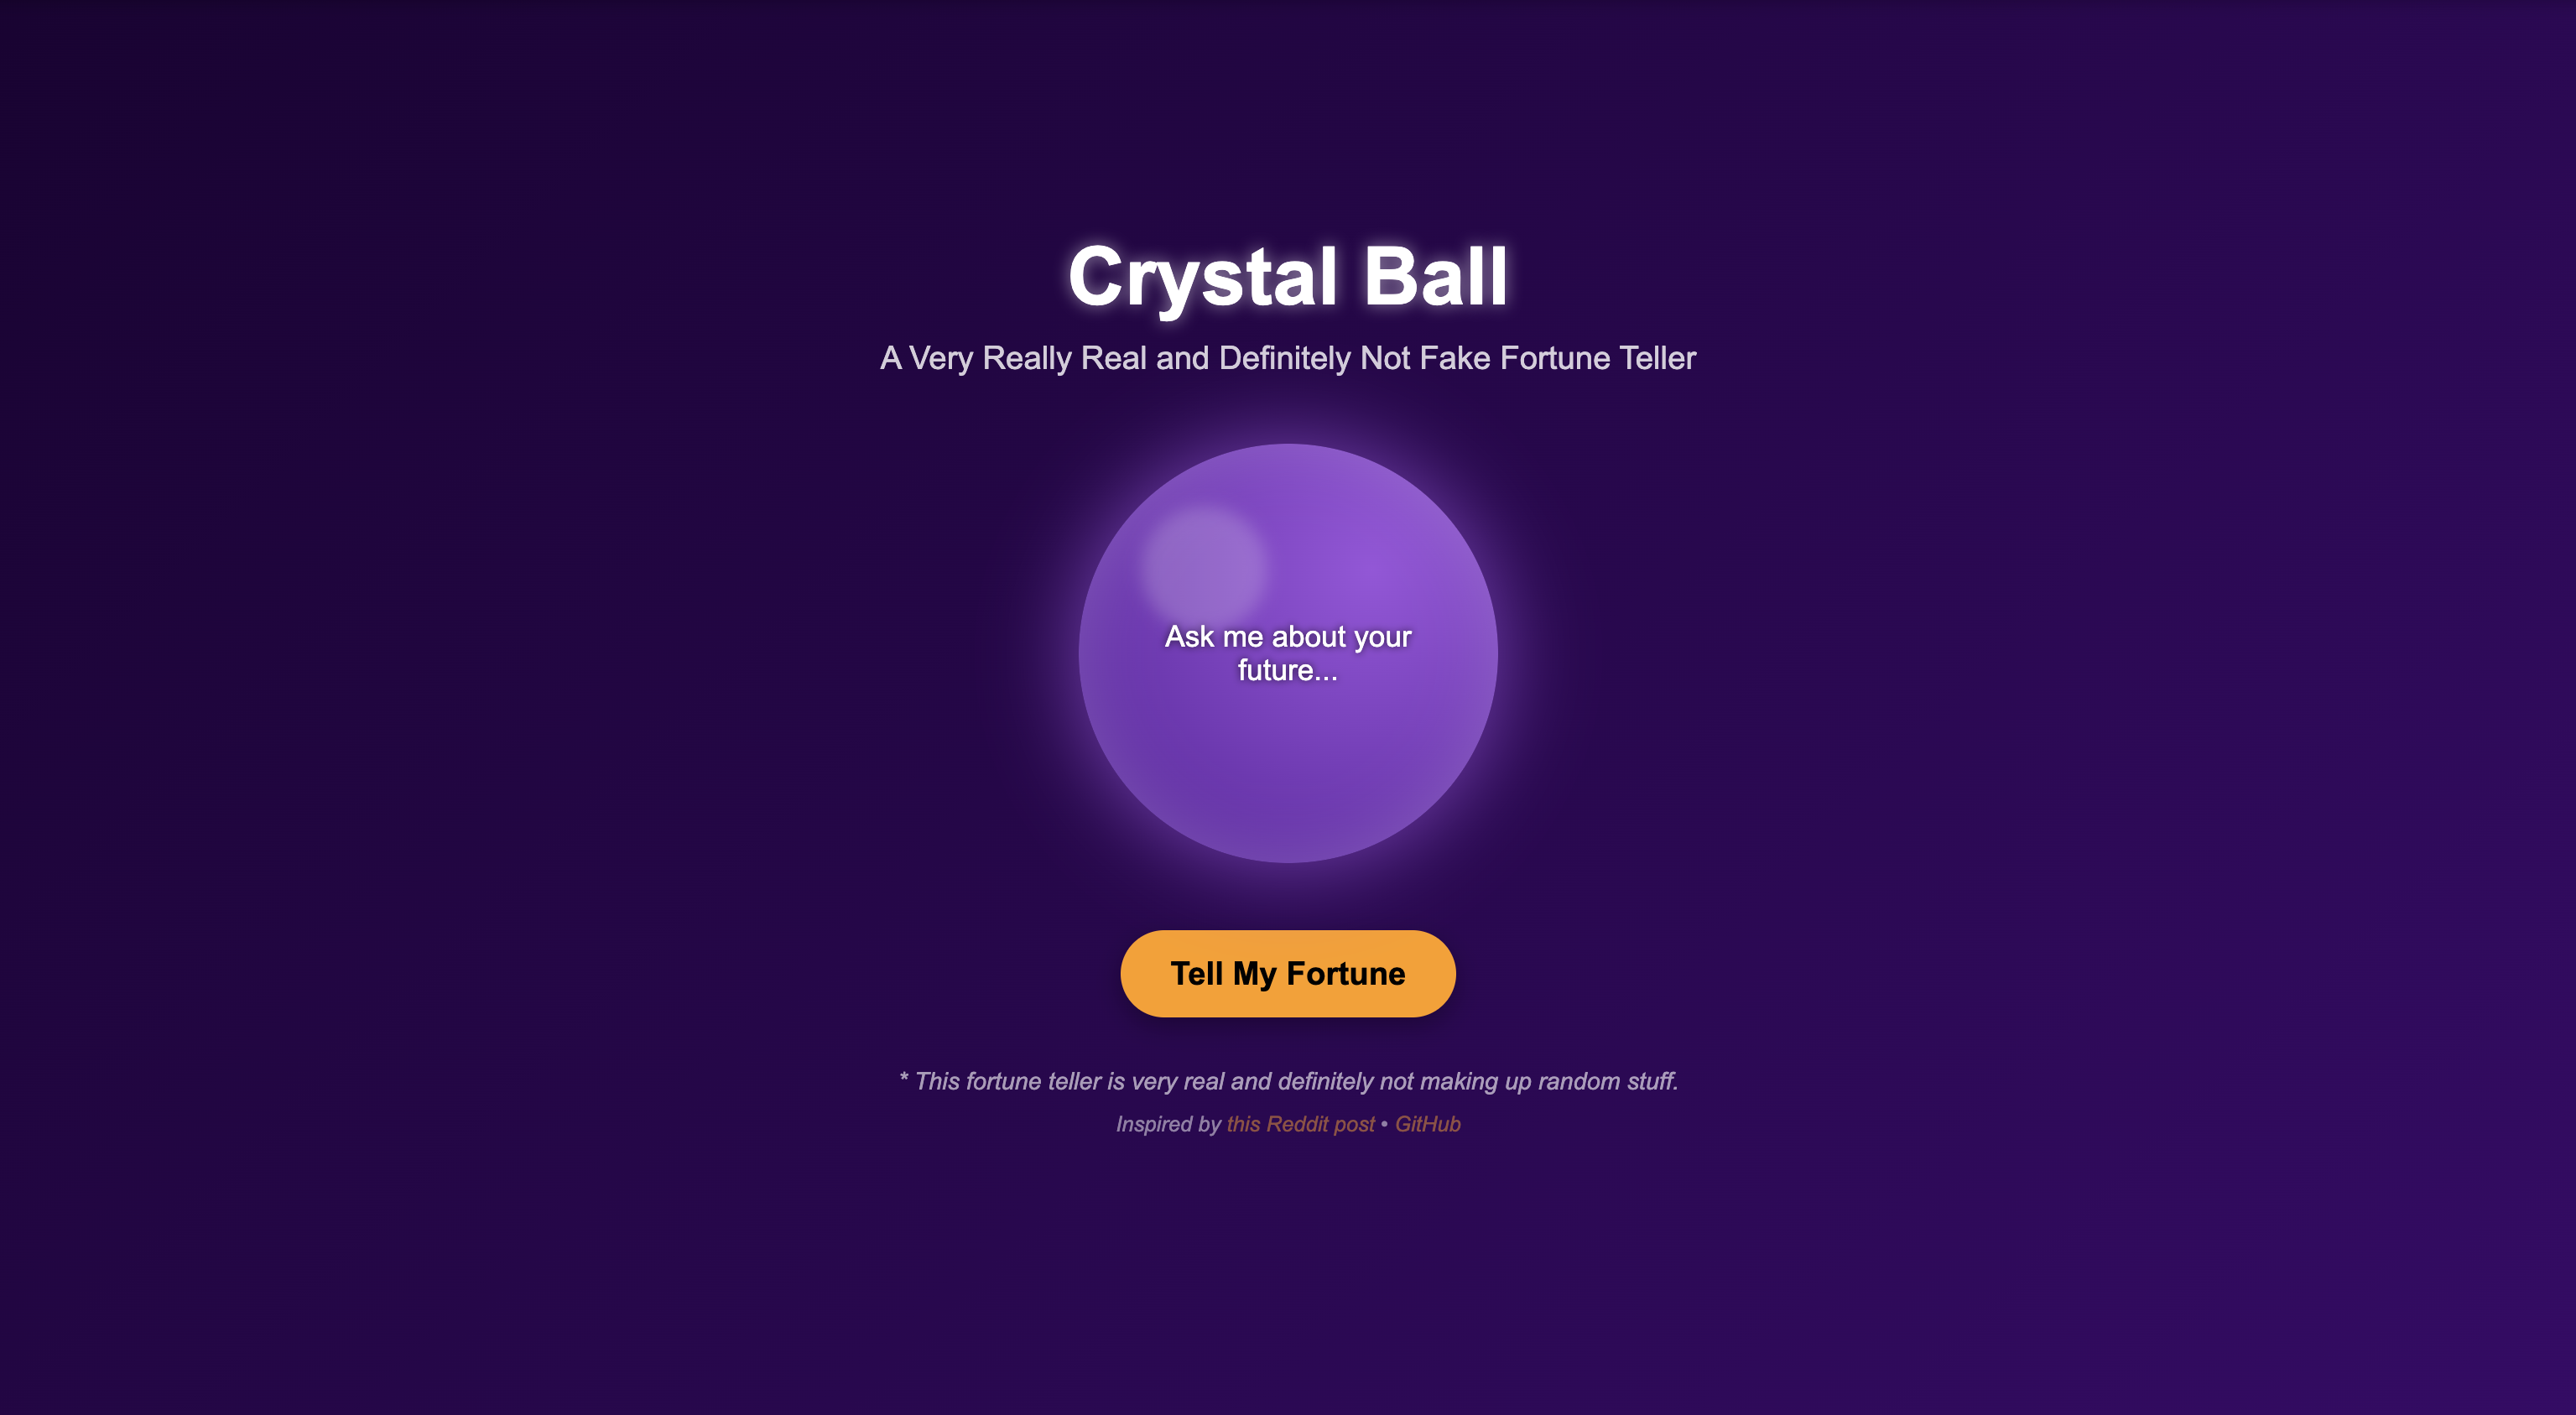 Crystal Ball
A Very Really Real and Definitely Not Fake Fortune Teller
Ask me about your
future...
Tell My Fortune
* This fortune teller is very real and definitely not making up random stuff.
Inspired by this Reddit post • GitHub